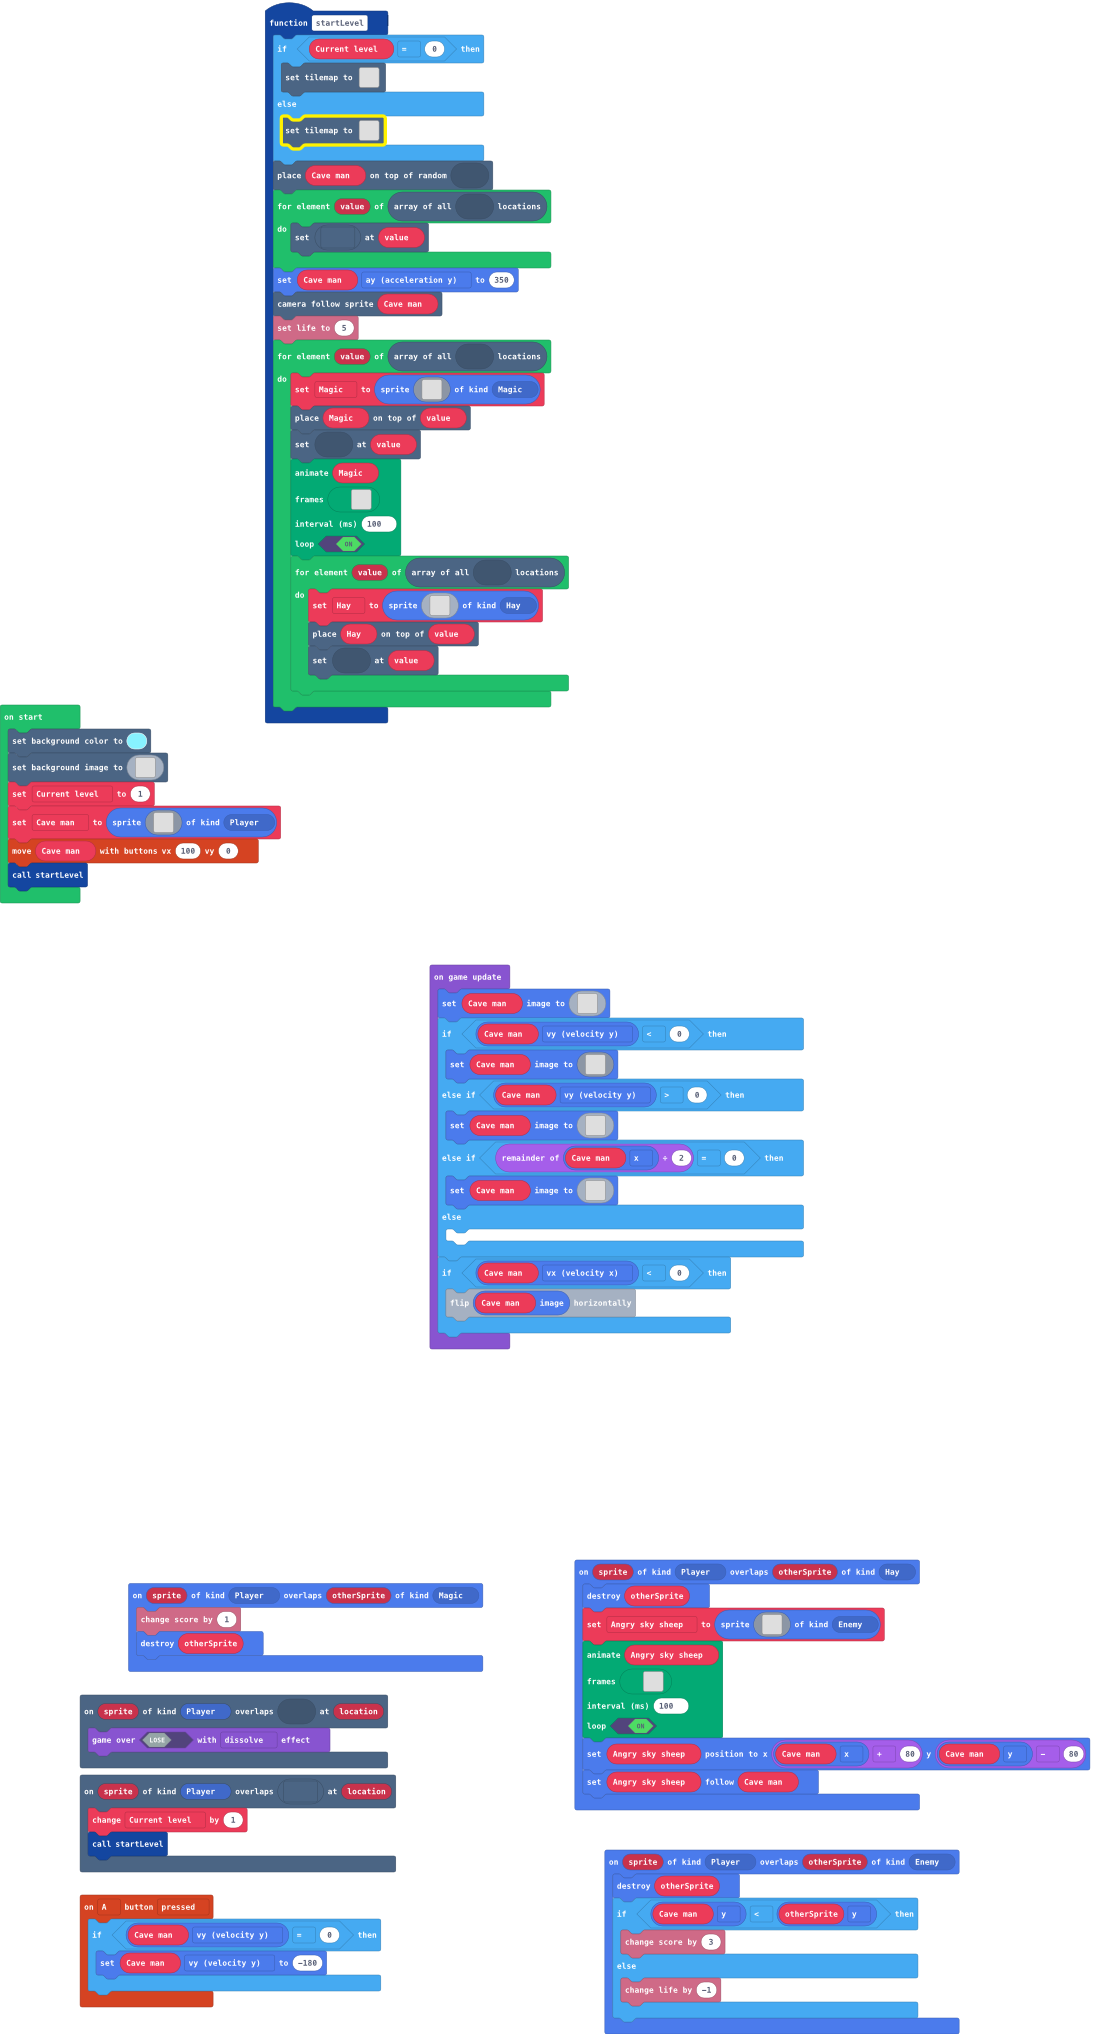 function startLevel
if Current level = 0 then
set tilemap to
else
set tilemap to
place Cave man on top of random
for element value of array of all locations
do
set at value
set Cave man ay (acceleration y) to 350
camera follow sprite Cave man
set life to 5
for element value of array of all locations
do
set Magic to sprite of kind Magic
place Magic on top of value
set at value
animate Magic
frames
interval (ms) 100
loop ON
for element value of array of all locations
do
set Hay to sprite of kind Hay
place Hay on top of value
set at value
on start
set background color to
set background image to
set Current level to 1
set Cave man to sprite of kind Player
move Cave man with buttons vx 100 vy 0
call startLevel
on game update
set Cave man image to
if Cave man vy (velocity y) < 0 then
set Cave man image to
else if Cave man vy (velocity y) > 0 then
set Cave man image to
else if remainder of Cave man x ÷ 2 = 0 then
set Cave man image to
else
if Cave man vx (velocity x) < 0 then
flip Cave man image horizontally
on sprite of kind Player overlaps otherSprite of kind Magic
change score by 1
destroy otherSprite
on sprite of kind Player overlaps at location
game over LOSE with dissolve effect
on sprite of kind Player overlaps at location
change Current level by 1
call startLevel
on A button pressed
if Cave man vy (velocity y) = 0 then
set Cave man vy (velocity y) to −180
on sprite of kind Player overlaps otherSprite of kind Hay
destroy otherSprite
set Angry sky sheep to sprite of kind Enemy
animate Angry sky sheep
frames
interval (ms) 100
loop ON
set Angry sky sheep position to x Cave man x + 80 y Cave man y − 80
set Angry sky sheep follow Cave man
on sprite of kind Player overlaps otherSprite of kind Enemy
destroy otherSprite
if Cave man y < otherSprite y then
change score by 3
else
change life by −1